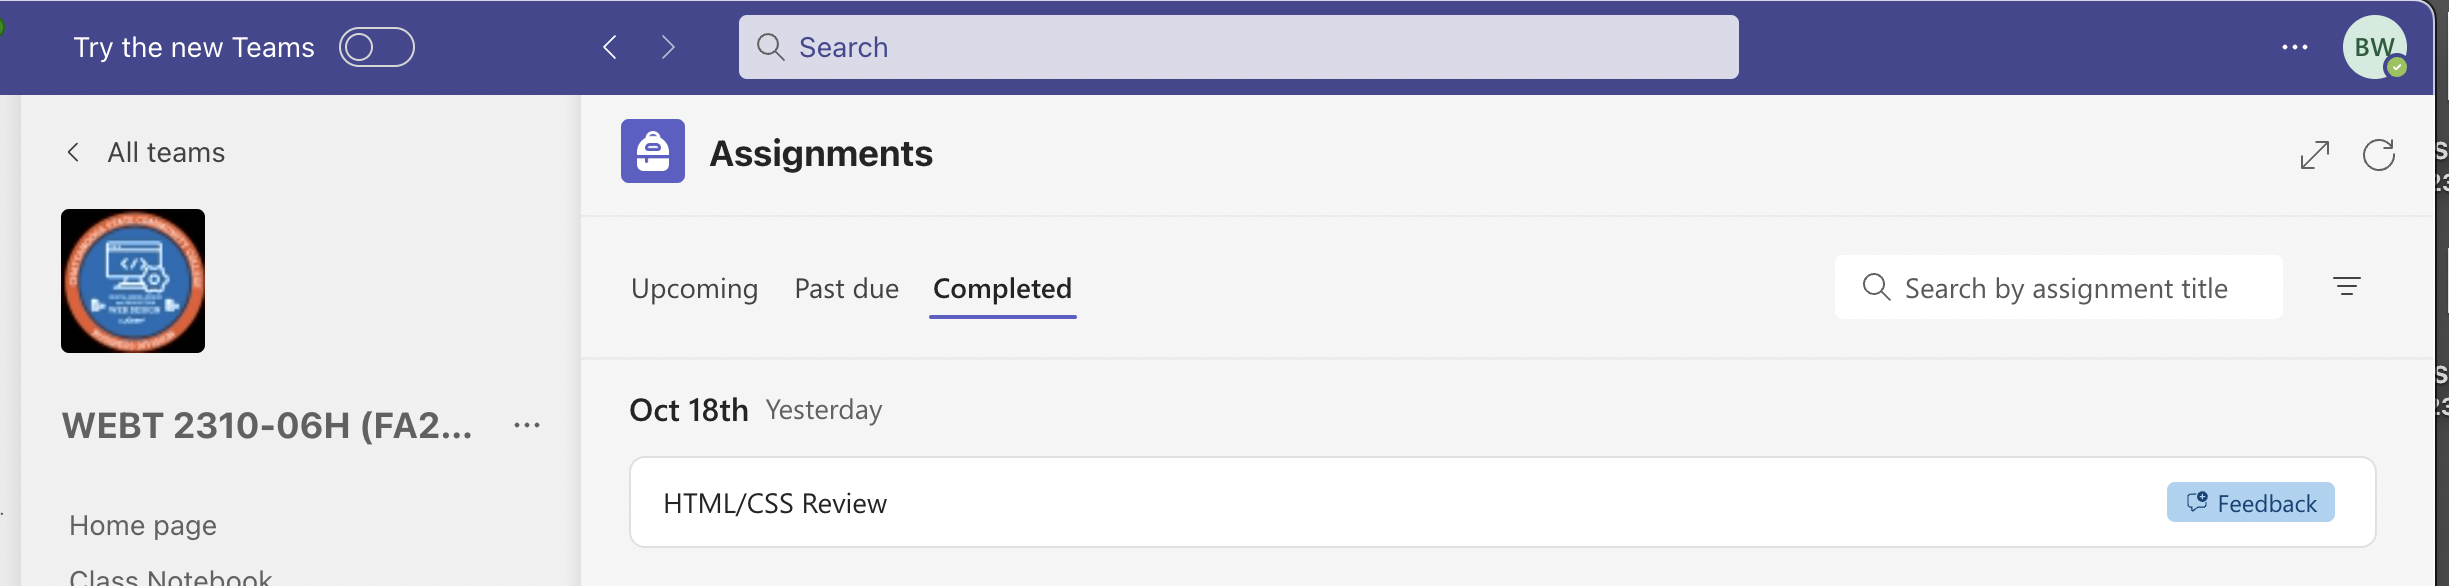 Try the new Teams
Search
BW
All teams
Assignments
Upcoming
Past due
Completed
Search by assignment title
WEBT 2310-06H (FA2...
Oct 18th Yesterday
HTML/CSS Review
Feedback
Home page
Class Notebook